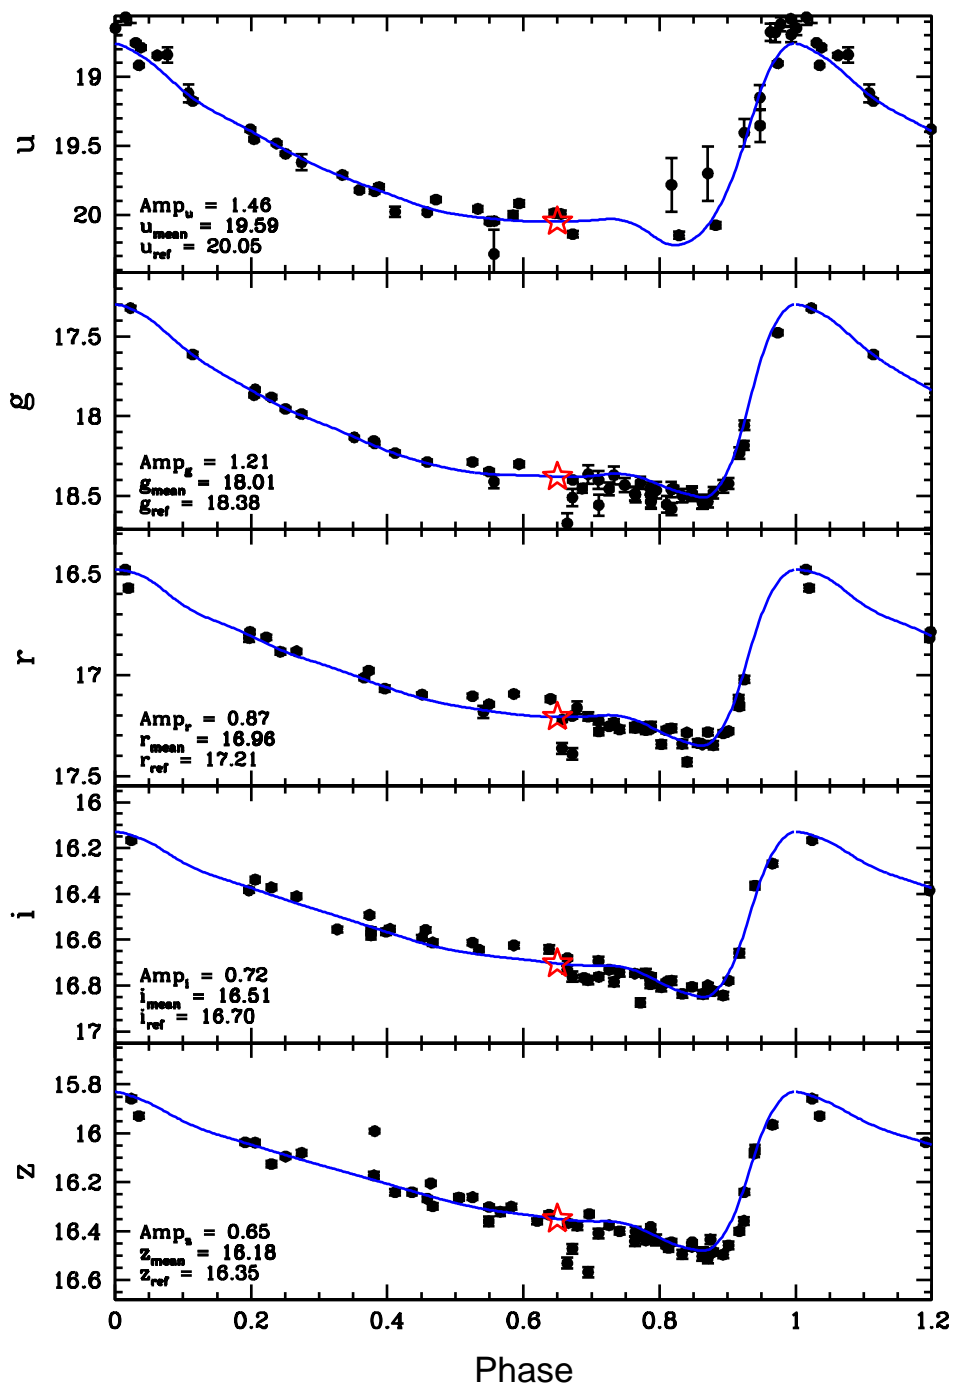 u
19
19.5
20
Amp_u = 1.46
u_mean = 19.59
u_ref = 20.05
g
17.5
18
18.5
Amp_g = 1.21
g_mean = 18.01
g_ref = 18.38
r
16.5
17
17.5
Amp_r = 0.87
r_mean = 16.96
r_ref = 17.21
i
16
16.2
16.4
16.6
16.8
17
Amp_i = 0.72
i_mean = 16.51
i_ref = 16.70
z
15.8
16
16.2
16.4
16.6
Amp_z = 0.65
z_mean = 16.18
z_ref = 16.35
0 0.2 0.4 0.6 0.8 1 1.2
Phase